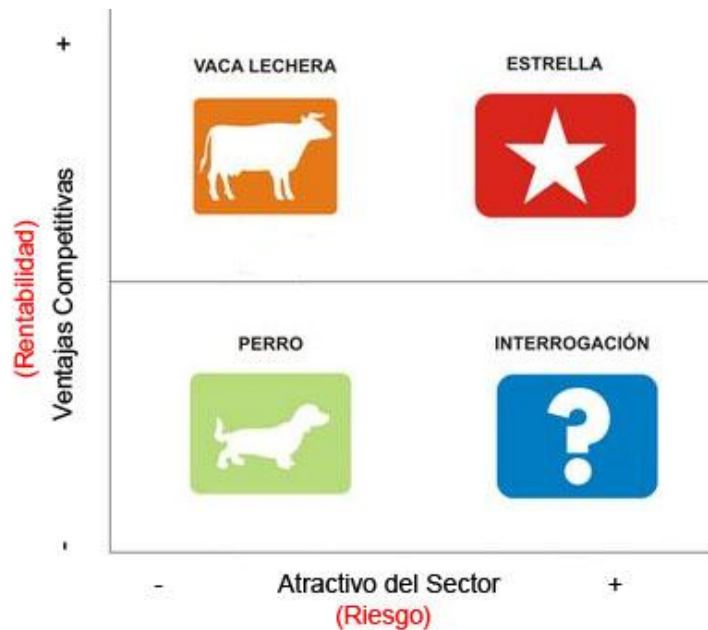 +
VACA LECHERA
ESTRELLA
(Rentabilidad)
Ventajas Competitivas
PERRO
INTERROGACIÓN
?
-
- Atractivo del Sector +
(Riesgo)